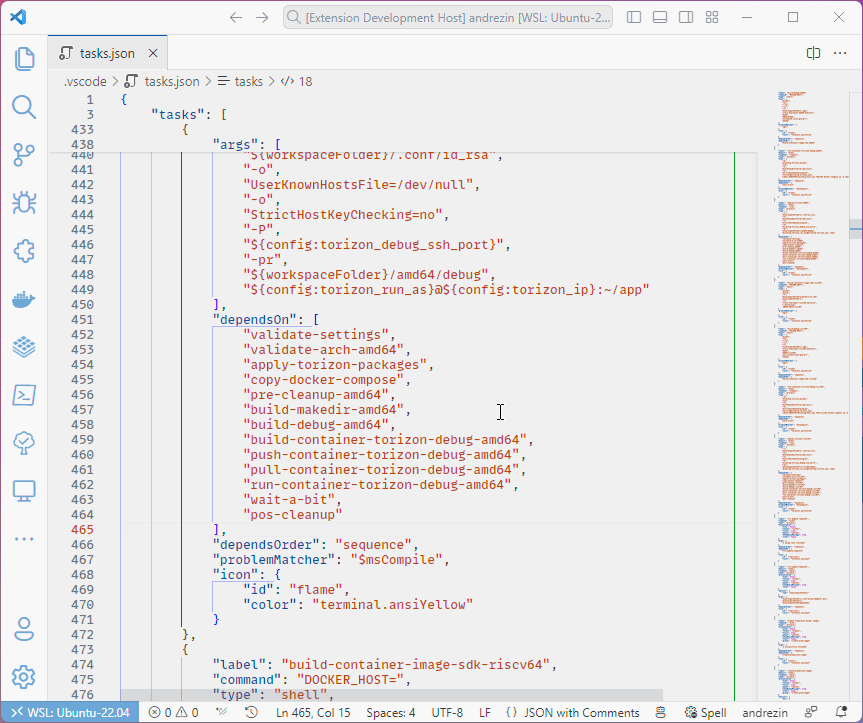 [Extension Development Host] andrezin [WSL: Ubuntu-2...
tasks.json
.vscode > tasks.json > tasks > 18
1 {
3 "tasks": [
433 {
438 "args": [
440 "${workspaceFolder}/.conf/id_rsa",
441 "-o",
442 "UserKnownHostsFile=/dev/null",
443 "-o",
444 "StrictHostKeyChecking=no",
445 "-P",
446 "${config:torizon_debug_ssh_port}",
447 "-pr",
448 "${workspaceFolder}/amd64/debug",
449 "${config:torizon_run_as}@${config:torizon_ip}:~/app"
450 ],
451 "dependsOn": [
452 "validate-settings",
453 "validate-arch-amd64",
454 "apply-torizon-packages",
455 "copy-docker-compose",
456 "pre-cleanup-amd64",
457 "build-makedir-amd64",
458 "build-debug-amd64",
459 "build-container-torizon-debug-amd64",
460 "push-container-torizon-debug-amd64",
461 "pull-container-torizon-debug-amd64",
462 "run-container-torizon-debug-amd64",
463 "wait-a-bit",
464 "pos-cleanup"
465 ],
466 "dependsOrder": "sequence",
467 "problemMatcher": "$msCompile",
468 "icon": {
469 "id": "flame",
470 "color": "terminal.ansiYellow"
471 }
472 },
473 {
474 "label": "build-container-image-sdk-riscv64",
475 "command": "DOCKER_HOST=",
476 "type": "shell",
WSL: Ubuntu-22.04 0 0 Ln 465, Col 15 Spaces: 4 UTF-8 LF {} JSON with Comments Spell andrezin